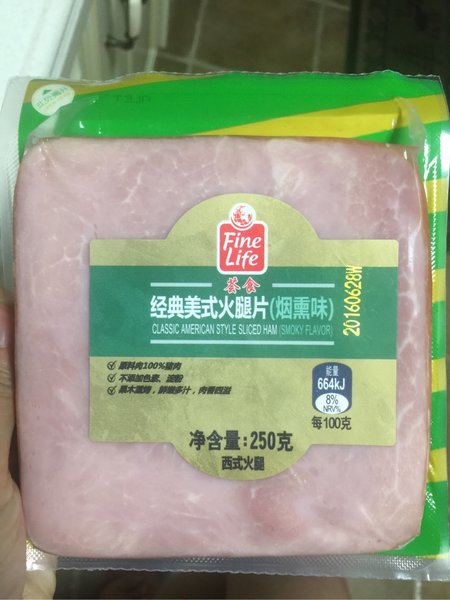 Fine
Life
荟食
经典美式火腿片(烟熏味)
CLASSIC AMERICAN STYLE SLICED HAM (SMOKY FLAVOR)
20160628W
原料肉100%猪肉
不添加色素、淀粉
果木熏烤，鲜嫩多汁，肉香四溢
能量
664kJ
8%
NRV%
每100克
净含量:250克
西式火腿